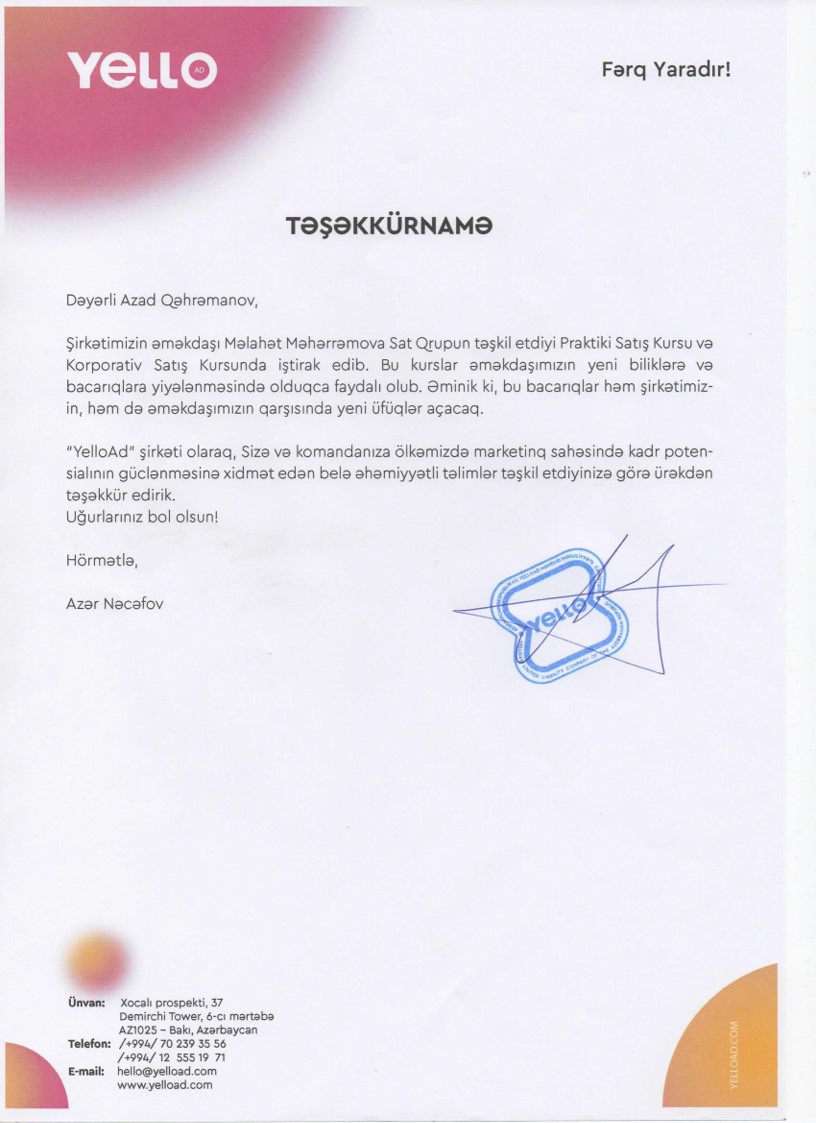 YELLO AD
Fərq Yaradır!
TƏŞƏKKÜRNAMƏ
Dəyərli Azad Qəhrəmanov,
Şirkətimizin əməkdaşı Məlahət Məhərrəmova Sat Qrupun təşkil etdiyi Praktiki Satış Kursu və
Korporativ Satış Kursunda iştirak edib. Bu kurslar əməkdaşımızın yeni biliklərə və
bacarıqlara yiyələnməsində olduqca faydalı olub. Əminik ki, bu bacarıqlar həm şirkətimiz-
in, həm də əməkdaşımızın qarşısında yeni üfüqlər açacaq.
“YelloAd” şirkəti olaraq, Sizə və komandanıza ölkəmizdə marketinq sahəsində kadr poten-
sialının güclənməsinə xidmət edən belə əhəmiyyətli təlimlər təşkil etdiyinizə görə ürəkdən
təşəkkür edirik.
Uğurlarınız bol olsun!
Hörmətlə,
Azər Nəcəfov
yello
Ünvan: Xocalı prospekti, 37
Demirchi Tower, 6-cı mərtəbə
AZ1025 – Bakı, Azərbaycan
Telefon: /+994/ 70 239 35 56
/+994/ 12 555 19 71
E-mail: hello@yelload.com
www.yelload.com
YELLOAD.COM